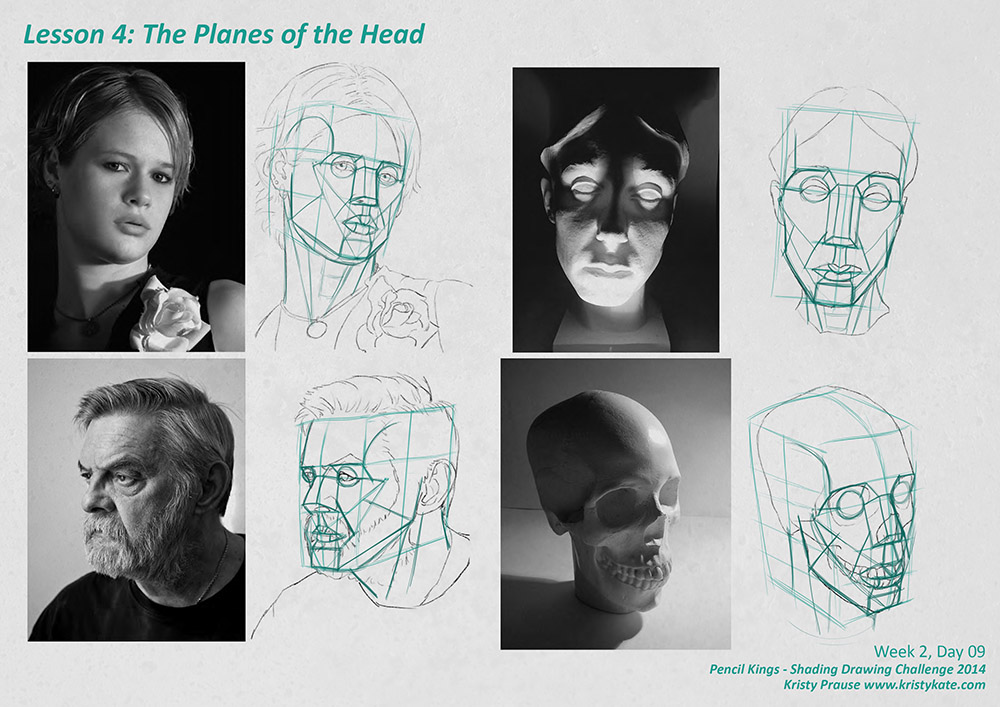 Lesson 4: The Planes of the Head
Week 2, Day 09
Pencil Kings - Shading Drawing Challenge 2014
Kristy Prause www.kristykate.com